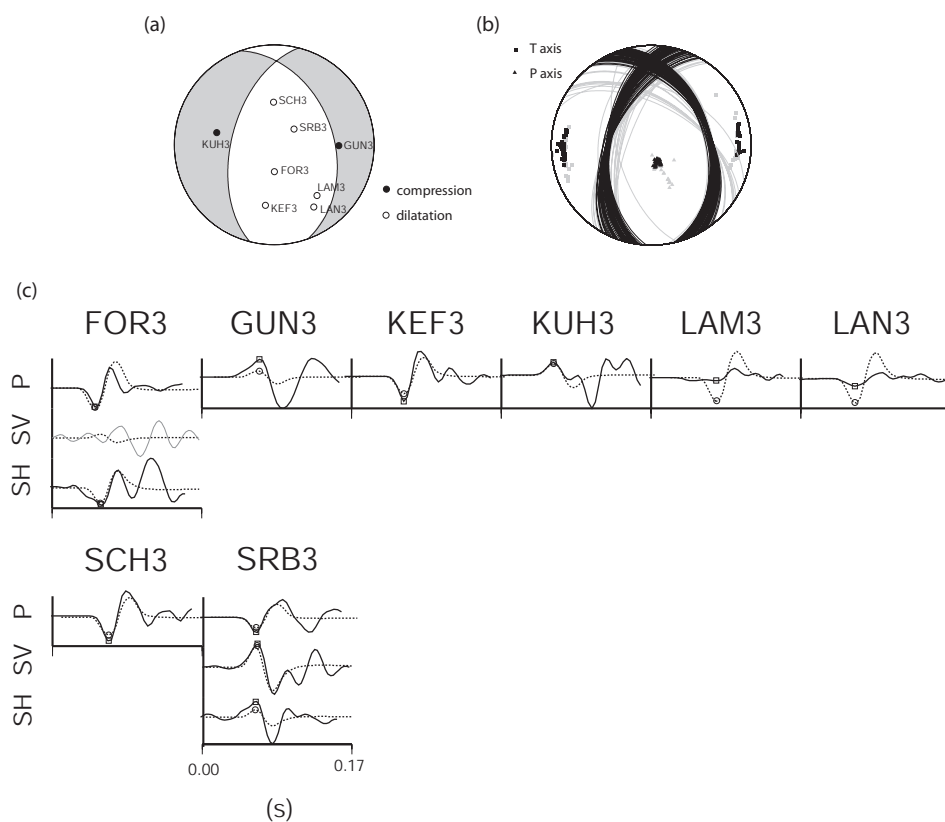 (a)
(b)
T axis
P axis
SCH3
SRB3
KUH3
GUN3
FOR3
LAM3
KEF3
LAN3
compression
dilatation
(c)
FOR3 GUN3 KEF3 KUH3 LAM3 LAN3
P
SV
SH
SCH3 SRB3
P
SV
SH
0.00 0.17
(s)